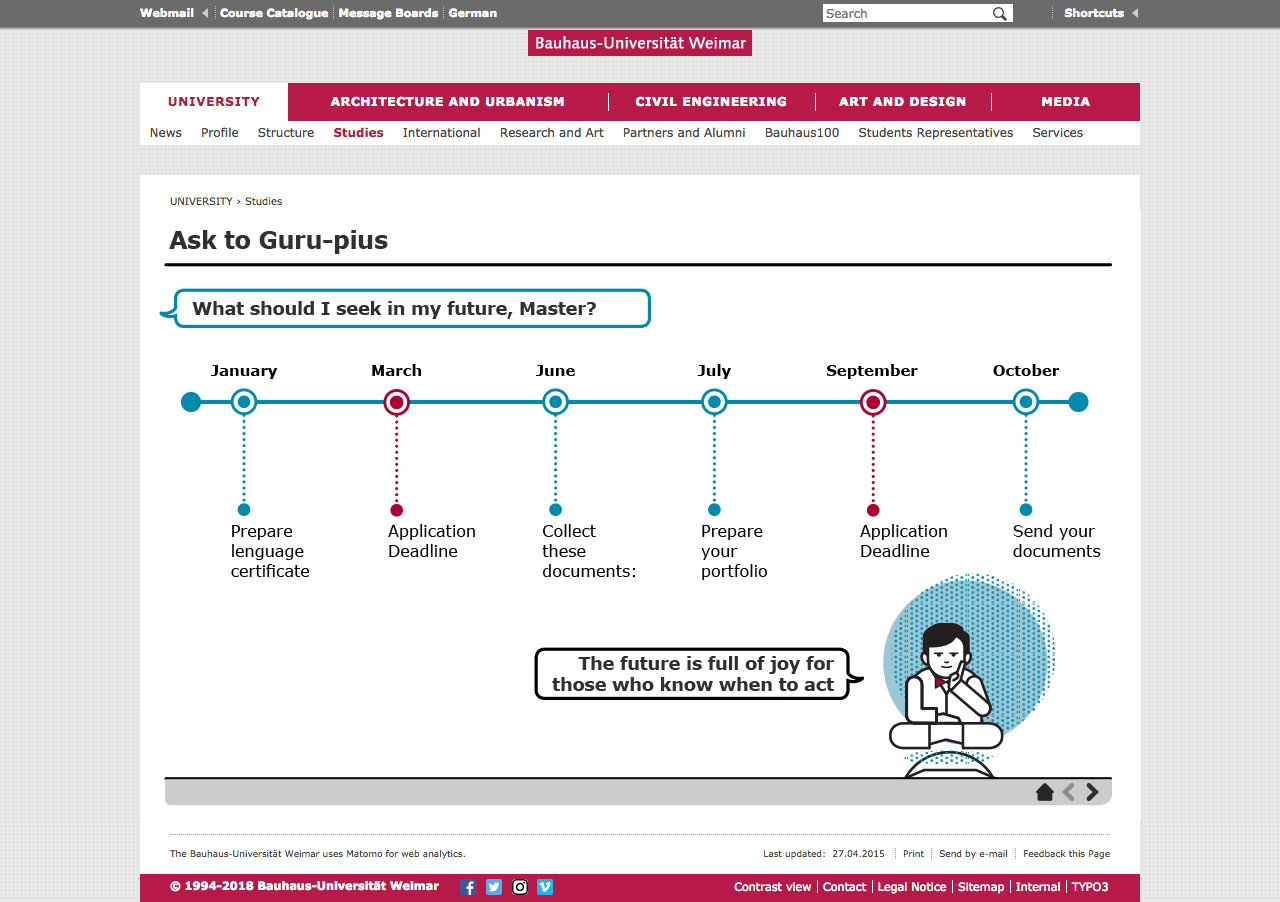 Webmail Course Catalogue Message Boards German Search Shortcuts
Bauhaus-Universität Weimar
UNIVERSITY ARCHITECTURE AND URBANISM CIVIL ENGINEERING ART AND DESIGN MEDIA
News Profile Structure Studies International Research and Art Partners and Alumni Bauhaus100 Students Representatives Services
UNIVERSITY › Studies
Ask to Guru-pius
What should I seek in my future, Master?
January March June July September October
Prepare
lenguage
certificate
Application
Deadline
Collect
these
documents:
Prepare
your
portfolio
Application
Deadline
Send your
documents
The future is full of joy for
those who know when to act
The Bauhaus-Universität Weimar uses Matomo for web analytics. Last updated: 27.04.2015 Print Send by e-mail Feedback this Page
© 1994-2018 Bauhaus-Universität Weimar Contrast view Contact Legal Notice Sitemap Internal TYPO3